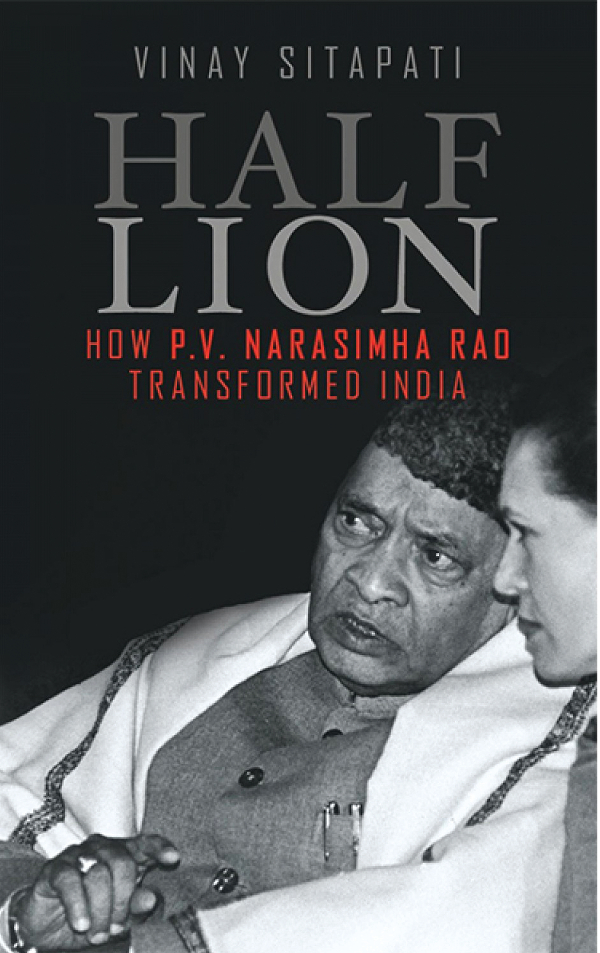 VINAY SITAPATI
HALF
LION
HOW P.V. NARASIMHA RAO
TRANSFORMED INDIA